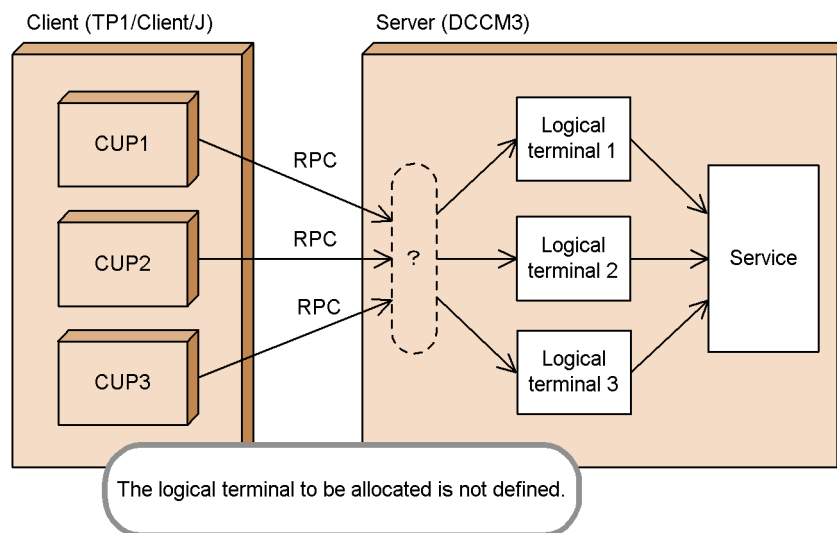 Client (TP1/Client/J)
Server (DCCM3)
CUP1
CUP2
CUP3
RPC
RPC
RPC
?
Logical
terminal 1
Logical
terminal 2
Logical
terminal 3
Service
The logical terminal to be allocated is not defined.